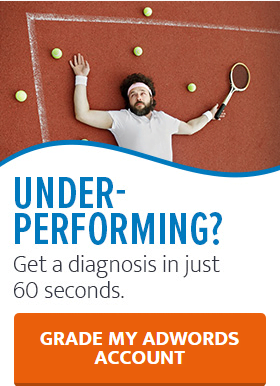 UNDER-
PERFORMING?
Get a diagnosis in just
60 seconds.
GRADE MY ADWORDS
ACCOUNT